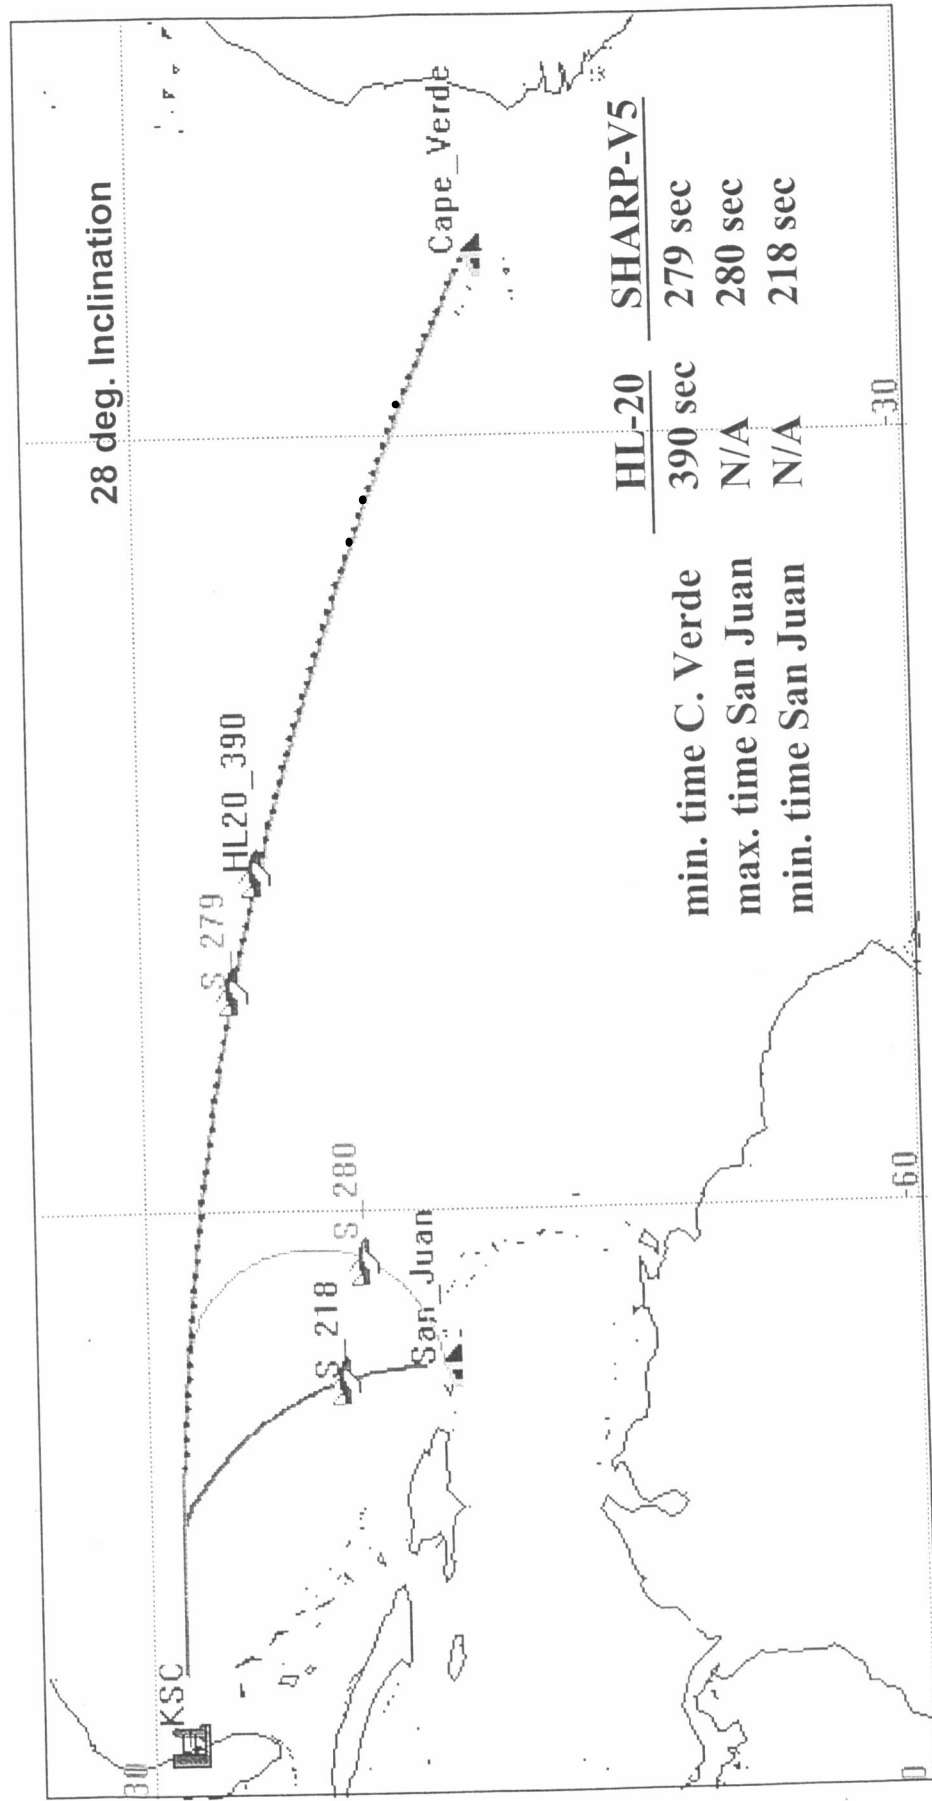 28 deg. Inclination
KSC
S_279
HL20_390
S_280
S_218
San_Juan
Cape_Verde
HL-20 SHARP-V5
min. time C. Verde 390 sec 279 sec
max. time San Juan N/A 280 sec
min. time San Juan N/A 218 sec
30
0
-60
-30